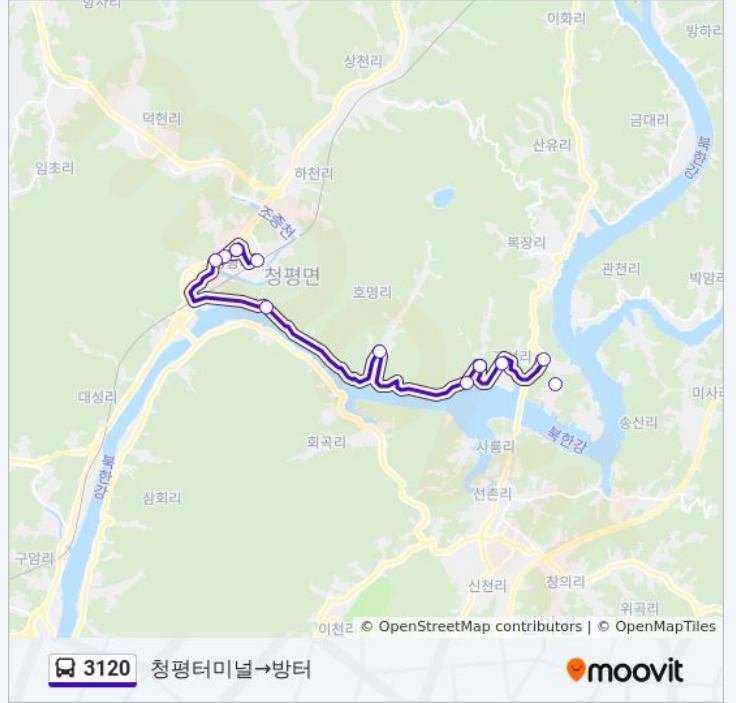 이화리
방하리
상천리
덕현리
금대리
산유리
북한강
임초리
하천리
조종천
복장리
청평면
관천리
호명리
대성리
미사리
송산리
회곡리
사룡리
북한강
북한강
선촌리
삼회리
구암리
신천리
창의리
위곡리
이천리
© OpenStreetMap contributors | © OpenMapTiles
3120 청평터미널→방터
moovit